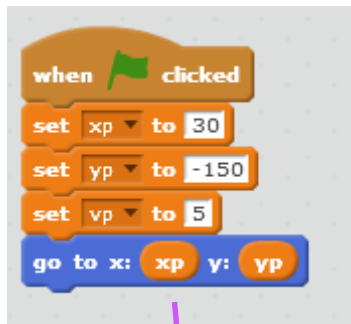 when clicked
set xp to 30
set yp to -150
set vp to 5
go to x: xp y: yp